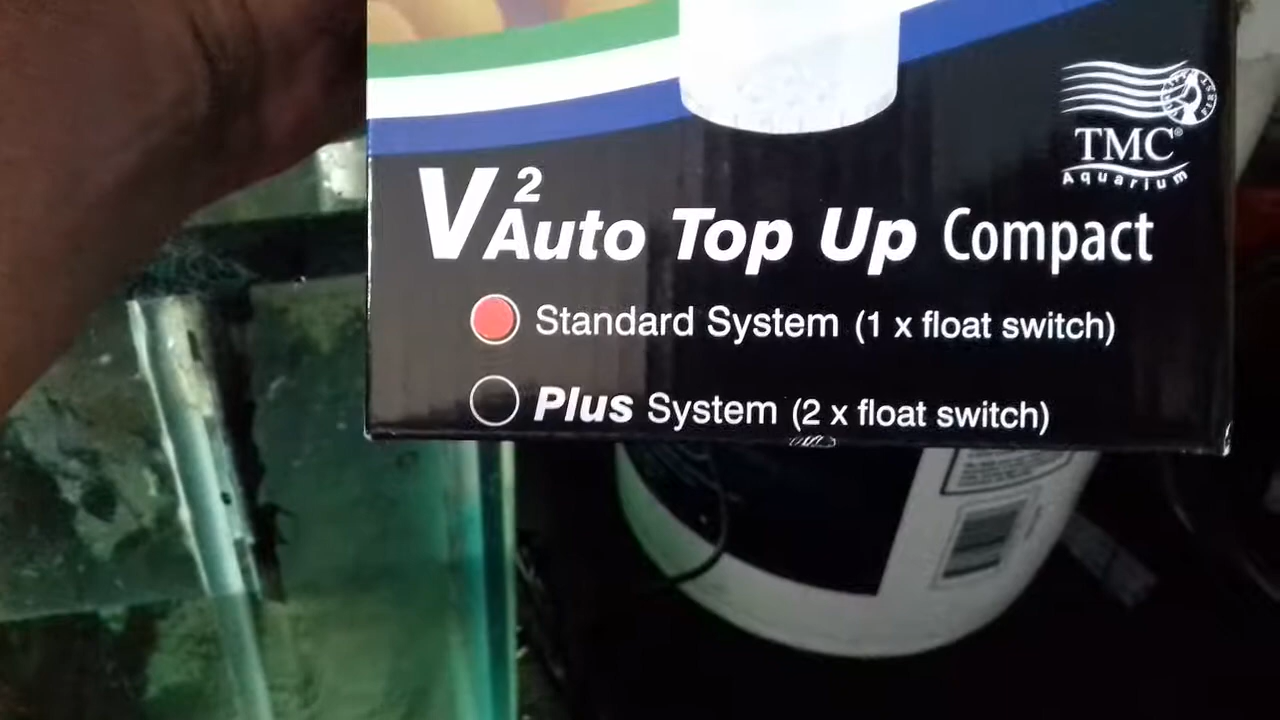 TMC®
Aquarium
V² Auto Top Up Compact
Standard System (1 x float switch)
Plus System (2 x float switch)